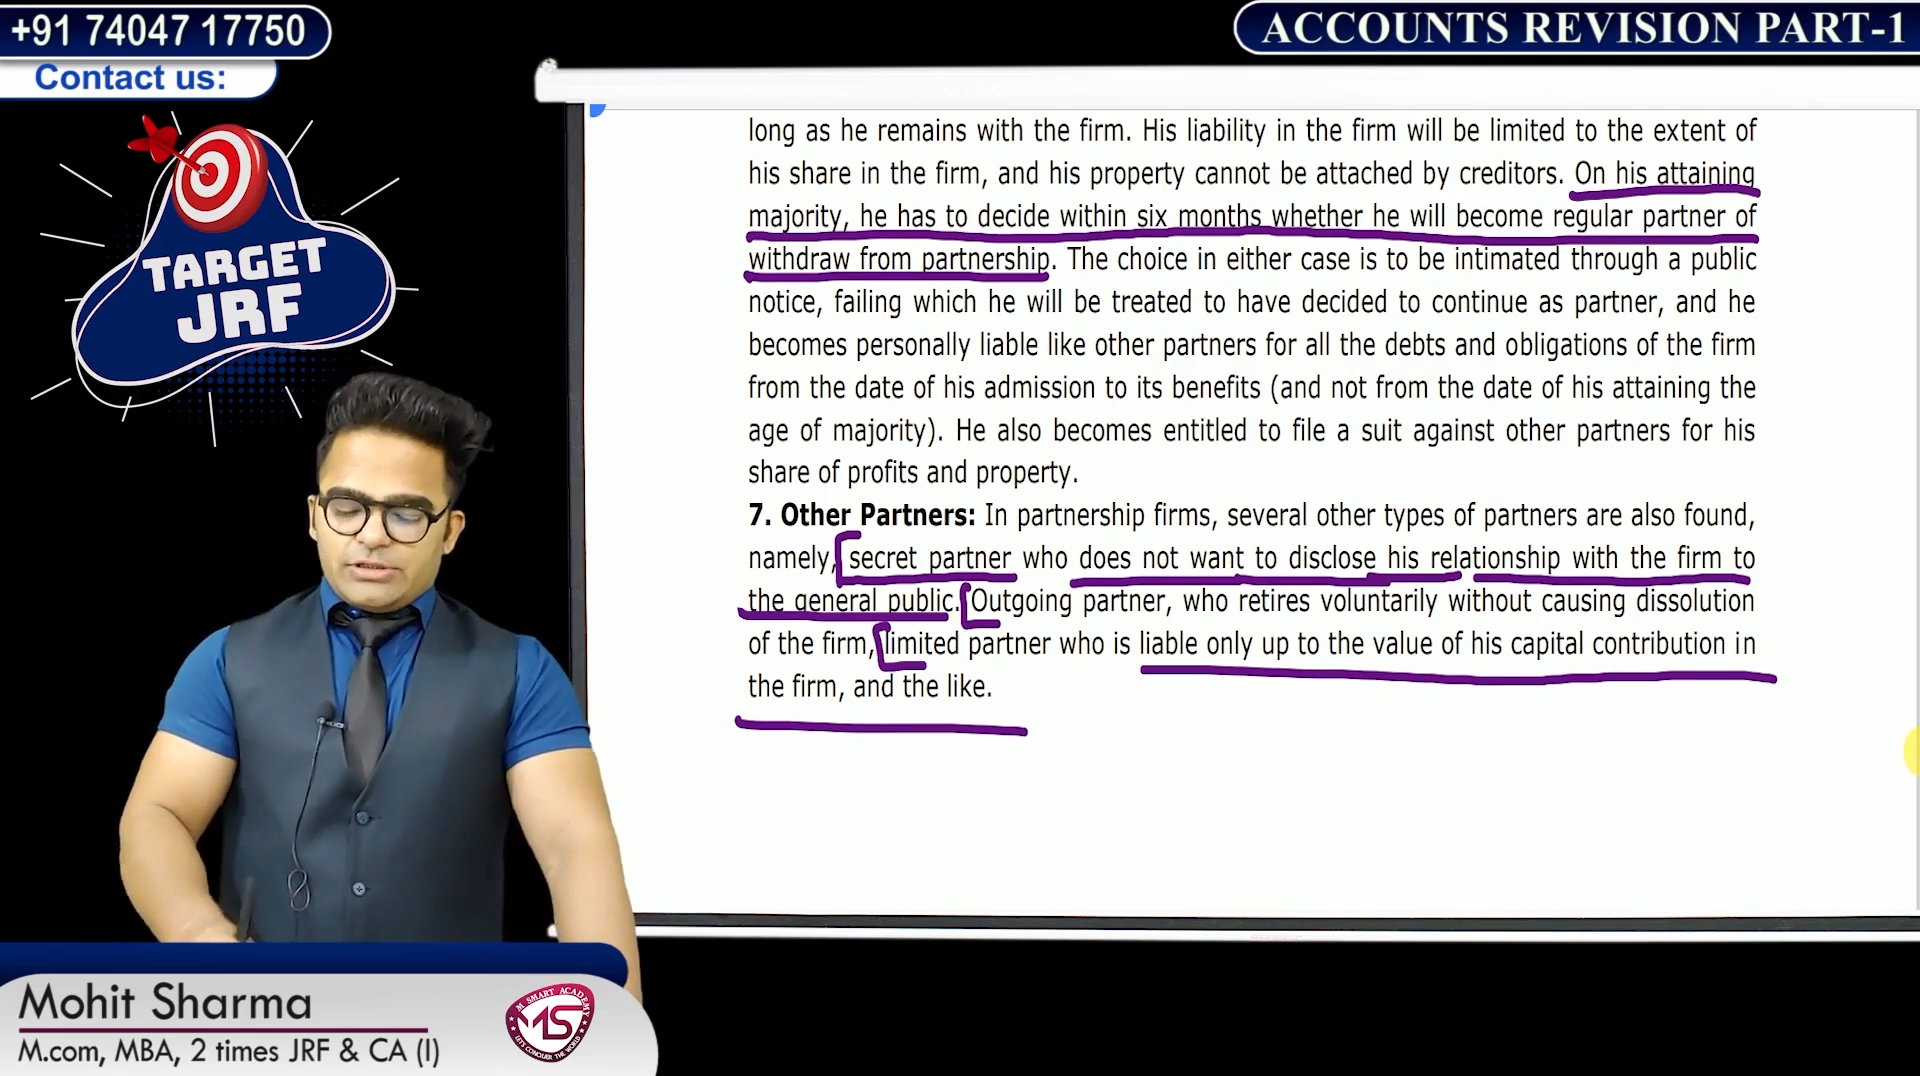 +91 74047 17750
Contact us:
ACCOUNTS REVISION PART-1
TARGET
JRF
long as he remains with the firm. His liability in the firm will be limited to the extent of
his share in the firm, and his property cannot be attached by creditors. On his attaining
majority, he has to decide within six months whether he will become regular partner of
withdraw from partnership. The choice in either case is to be intimated through a public
notice, failing which he will be treated to have decided to continue as partner, and he
becomes personally liable like other partners for all the debts and obligations of the firm
from the date of his admission to its benefits (and not from the date of his attaining the
age of majority). He also becomes entitled to file a suit against other partners for his
share of profits and property.
7. Other Partners: In partnership firms, several other types of partners are also found,
namely, secret partner who does not want to disclose his relationship with the firm to
the general public. Outgoing partner, who retires voluntarily without causing dissolution
of the firm, limited partner who is liable only up to the value of his capital contribution in
the firm, and the like.
Mohit Sharma
M.com, MBA, 2 times JRF & CA (I)
M SMART ACADEMY
MS
LETS CONQUER THE WORLD